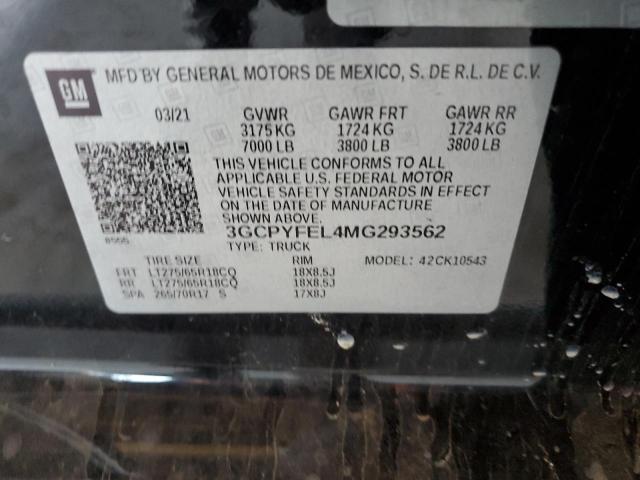 GM
MFD BY GENERAL MOTORS DE MEXICO, S. DE R.L. DE C.V.
03/21 GVWR GAWR FRT GAWR RR
3175 KG 1724 KG 1724 KG
7000 LB 3800 LB 3800 LB
THIS VEHICLE CONFORMS TO ALL
APPLICABLE U.S. FEDERAL MOTOR
VEHICLE SAFETY STANDARDS IN EFFECT
ON THE DATE OF MANUFACTURE
SHOWN ABOVE.
3GCPYFEL4MG293562
TYPE: TRUCK
TIRE SIZE RIM MODEL: 42CK10543
FRT LT275/65R18CQ 18X8.5J
RR LT275/65R18CQ 18X8.5J
SPA 265/70R17 S 17X8J